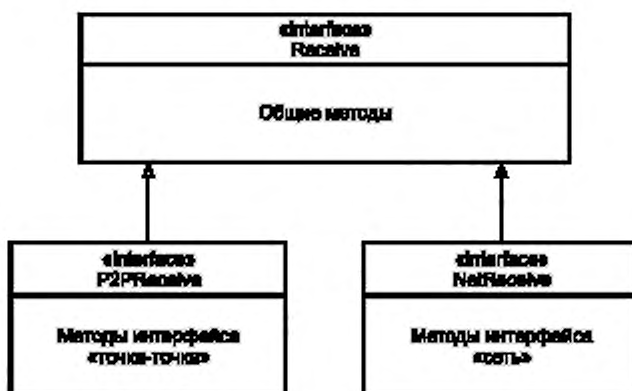 «interface»
Receive
Общие методы
«interface»
P2PReceive
Методы интерфейса
«точка-точка»
«interface»
NetReceive
Методы интерфейса
«сеть»